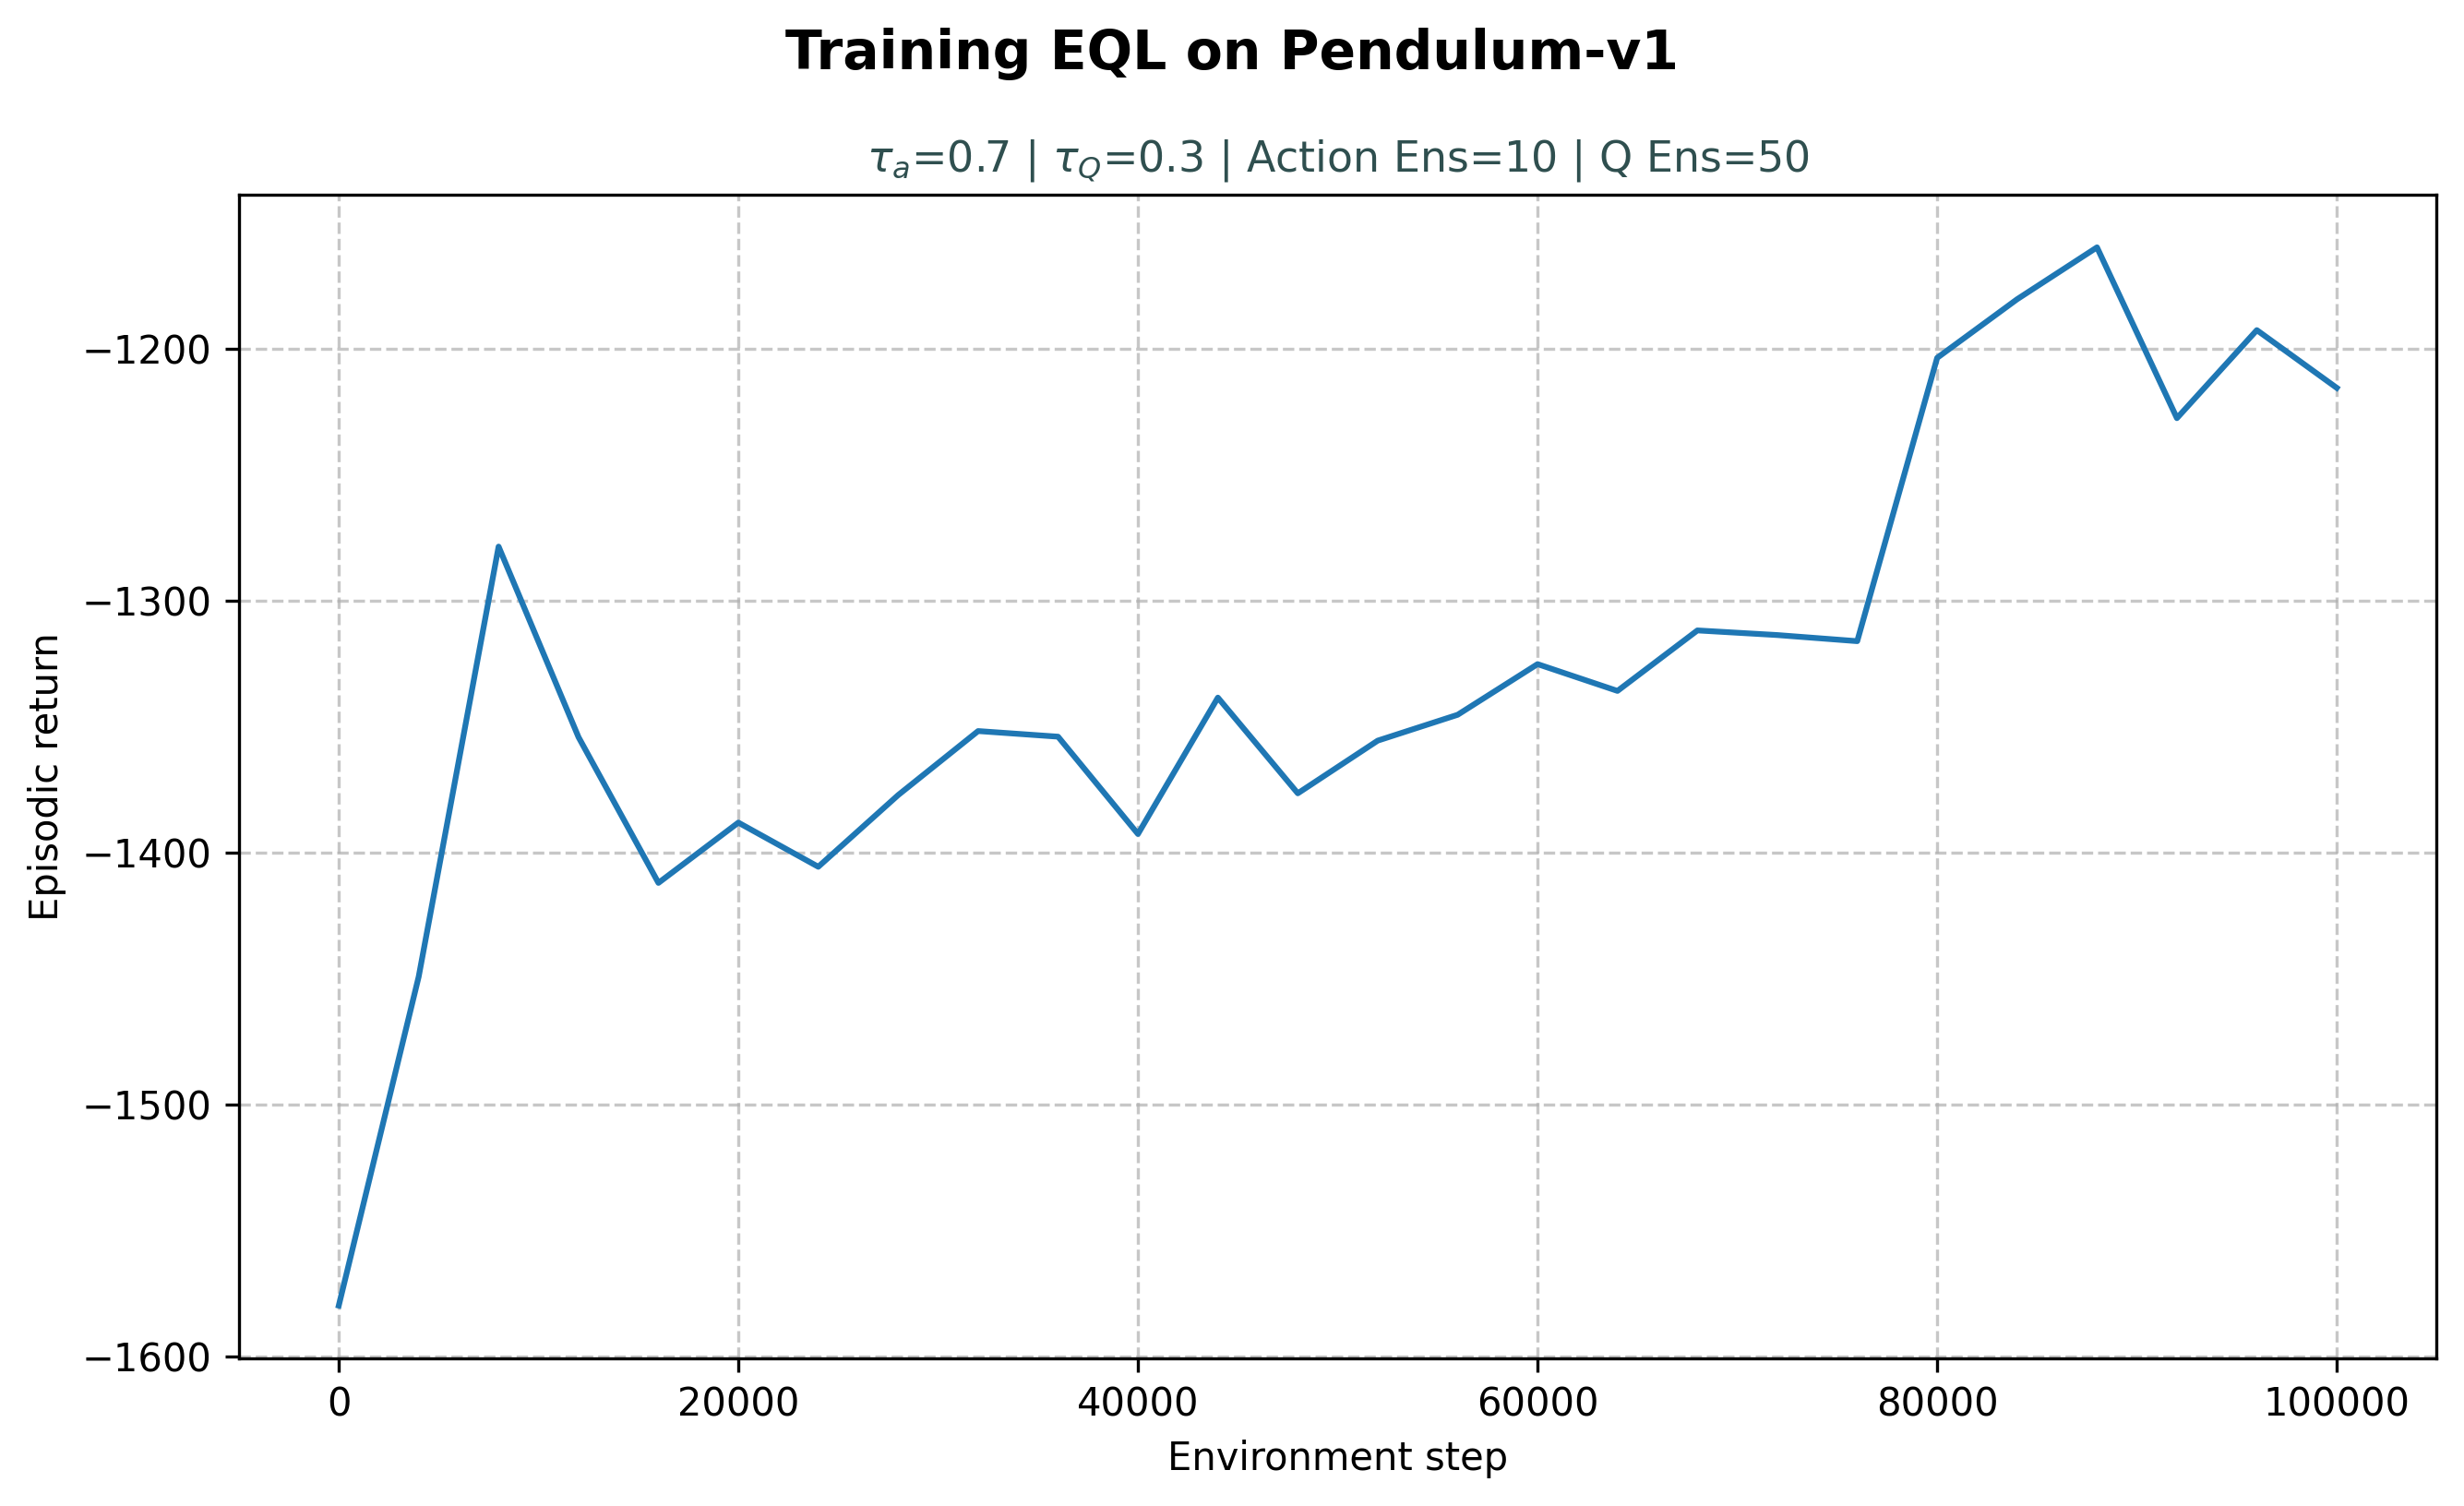 Training EQL on Pendulum-v1
τₐ=0.7 | τ_Q=0.3 | Action Ens=10 | Q Ens=50
−1200
−1300
−1400
−1500
−1600
Episodic return
0 20000 40000 60000 80000 100000
Environment step